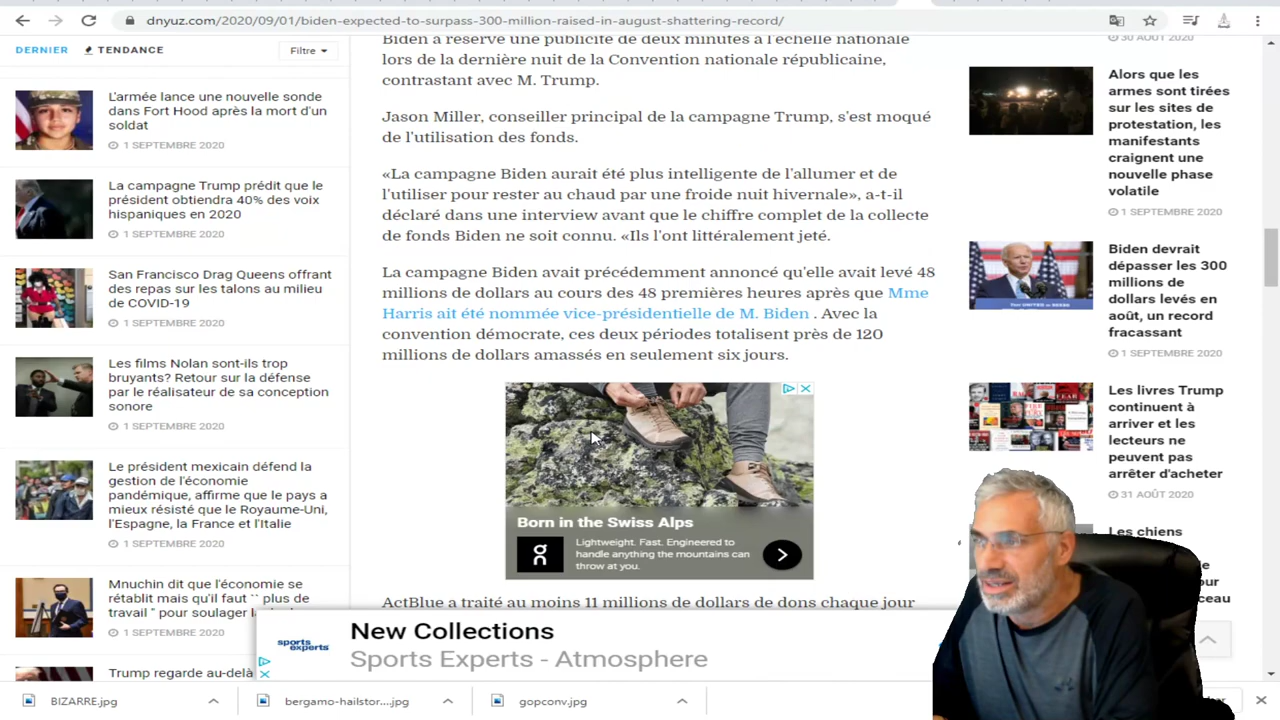 dnyuz.com/2020/09/01/biden-expected-to-surpass-300-million-raised-in-august-shattering-record/
DERNIER
TENDANCE
Filtre
L'armée lance une nouvelle sonde
dans Fort Hood après la mort d'un
soldat
1 SEPTEMBRE 2020
La campagne Trump prédit que le
président obtiendra 40% des voix
hispaniques en 2020
1 SEPTEMBRE 2020
San Francisco Drag Queens offrant
des repas sur les talons au milieu
de COVID-19
1 SEPTEMBRE 2020
Les films Nolan sont-ils trop
bruyants? Retour sur la défense
par le réalisateur de sa conception
sonore
1 SEPTEMBRE 2020
Le président mexicain défend la
gestion de l'économie
pandémique, affirme que le pays a
mieux résisté que le Royaume-Uni,
l'Espagne, la France et l'Italie
1 SEPTEMBRE 2020
Mnuchin dit que l'économie se
rétablit mais qu'il faut `` plus de
travail '' pour soulager
1 SEPTEMBRE 2020
Trump regarde au-delà
Biden a réservé une publicité de deux minutes à l'échelle nationale
lors de la dernière nuit de la Convention nationale républicaine,
contrastant avec M. Trump.
Jason Miller, conseiller principal de la campagne Trump, s'est moqué
de l'utilisation des fonds.
«La campagne Biden aurait été plus intelligente de l'allumer et de
l'utiliser pour rester au chaud par une froide nuit hivernale», a-t-il
déclaré dans une interview avant que le chiffre complet de la collecte
de fonds Biden ne soit connu. «Ils l'ont littéralement jeté.
La campagne Biden avait précédemment annoncé qu'elle avait levé 48
millions de dollars au cours des 48 premières heures après que Mme
Harris ait été nommée vice-présidentielle de M. Biden . Avec la
convention démocrate, ces deux périodes totalisent près de 120
millions de dollars amassés en seulement six jours.
Born in the Swiss Alps
Lightweight. Fast. Engineered to
handle anything the mountains can
throw at you.
ActBlue a traité au moins 11 millions de dollars de dons chaque jour
sports
experts
New Collections
Sports Experts - Atmosphere
30 AOÛT 2020
Alors que les
armes sont tirées
sur les sites de
protestation, les
manifestants
craignent une
nouvelle phase
volatile
1 SEPTEMBRE 2020
Biden devrait
dépasser les 300
millions de
dollars levés en
août, un record
fracassant
1 SEPTEMBRE 2020
Les livres Trump
continuent à
arriver et les
lecteurs ne
peuvent pas
arrêter d'acheter
31 AOÛT 2020
Les chiens
BIZARRE.jpg
bergamo-hailstor....jpg
gopconv.jpg